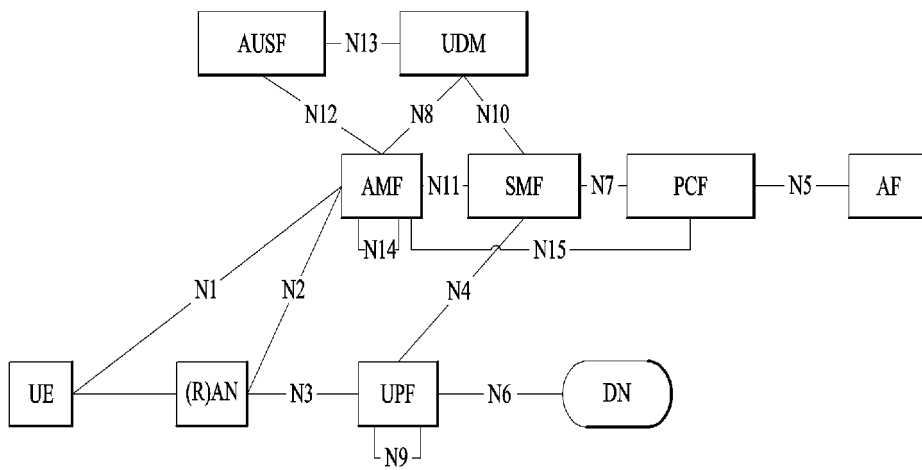 AUSF
N13
UDM
N12
N8
N10
AMF
N11
SMF
N7
PCF
N5
AF
N14
N15
N1
N2
N4
UE
(R)AN
N3
UPF
N6
DN
N9